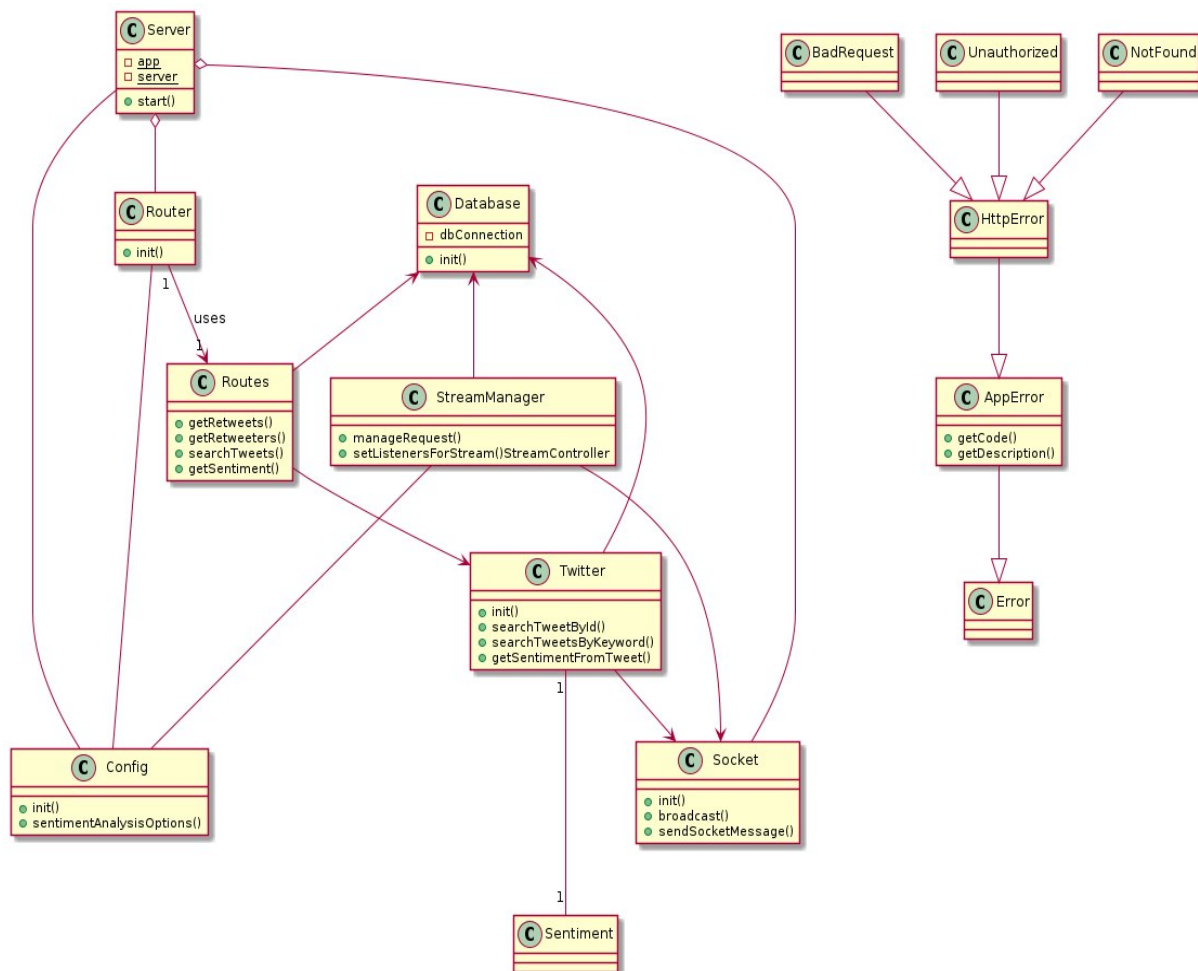 C Server
app
server
start()
C BadRequest
C Unauthorized
C NotFound
C Router
init()
C Database
dbConnection
init()
C HttpError
1
uses
1
C Routes
getRetweets()
getRetweeters()
searchTweets()
getSentiment()
C StreamManager
manageRequest()
setListenersForStream()StreamController
C AppError
getCode()
getDescription()
C Twitter
init()
searchTweetById()
searchTweetsByKeyword()
getSentimentFromTweet()
C Error
1
C Config
init()
sentimentAnalysisOptions()
C Socket
init()
broadcast()
sendSocketMessage()
1
C Sentiment